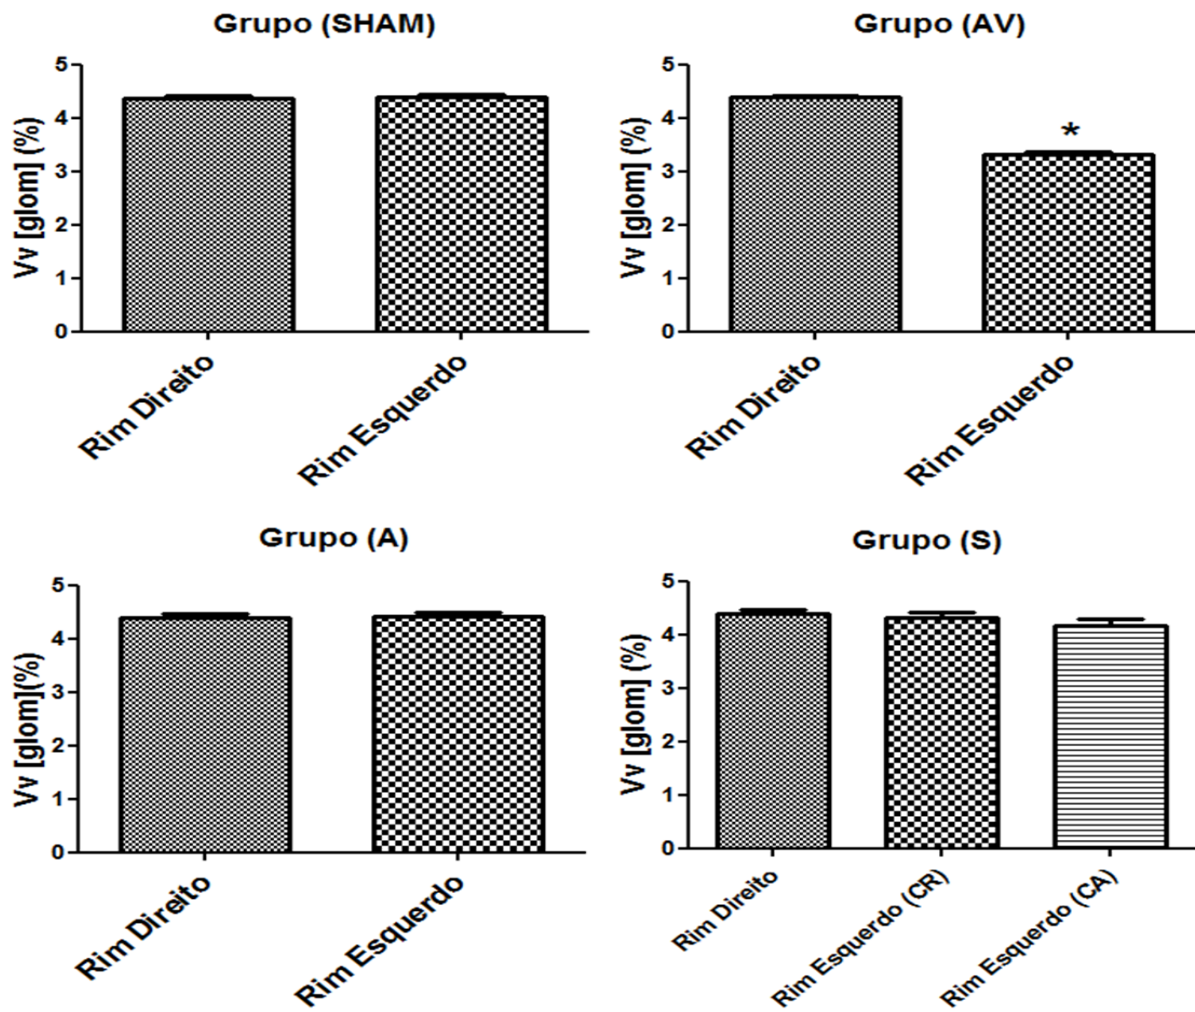 Grupo (SHAM)
Vv [glom] (%)
5
4
3
2
1
0
Rim Direito
Rim Esquerdo
Grupo (AV)
Vv [glom] (%)
5
4
3
2
1
0
*
Rim Direito
Rim Esquerdo
Grupo (A)
Vv [glom](%)
5
4
3
2
1
0
Rim Direito
Rim Esquerdo
Grupo (S)
Vv [glom] (%)
5
4
3
2
1
0
Rim Direito
Rim Esquerdo (CR)
Rim Esquerdo (CA)